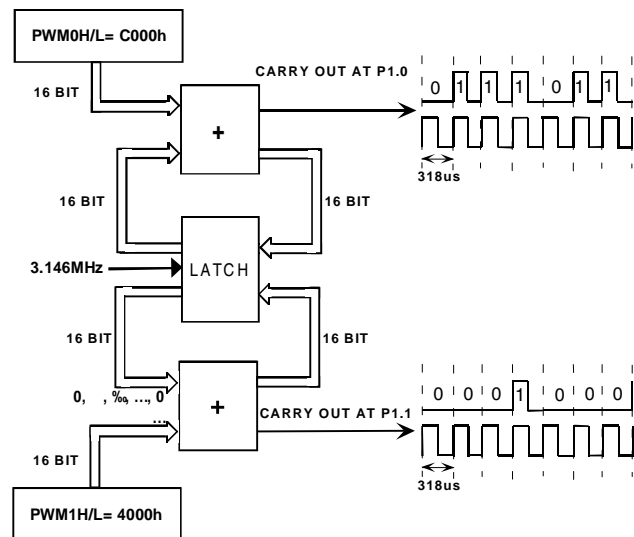 PWM0H/L= C000h
16 BIT
CARRY OUT AT P1.0
0 1 1 1 0 1 1
+
318us
16 BIT
16 BIT
3.146MHz
LATCH
16 BIT
16 BIT
0, , ‰, ..., 0
...
+
CARRY OUT AT P1.1
0 0 0 1 0 0 0
16 BIT
318us
PWM1H/L= 4000h